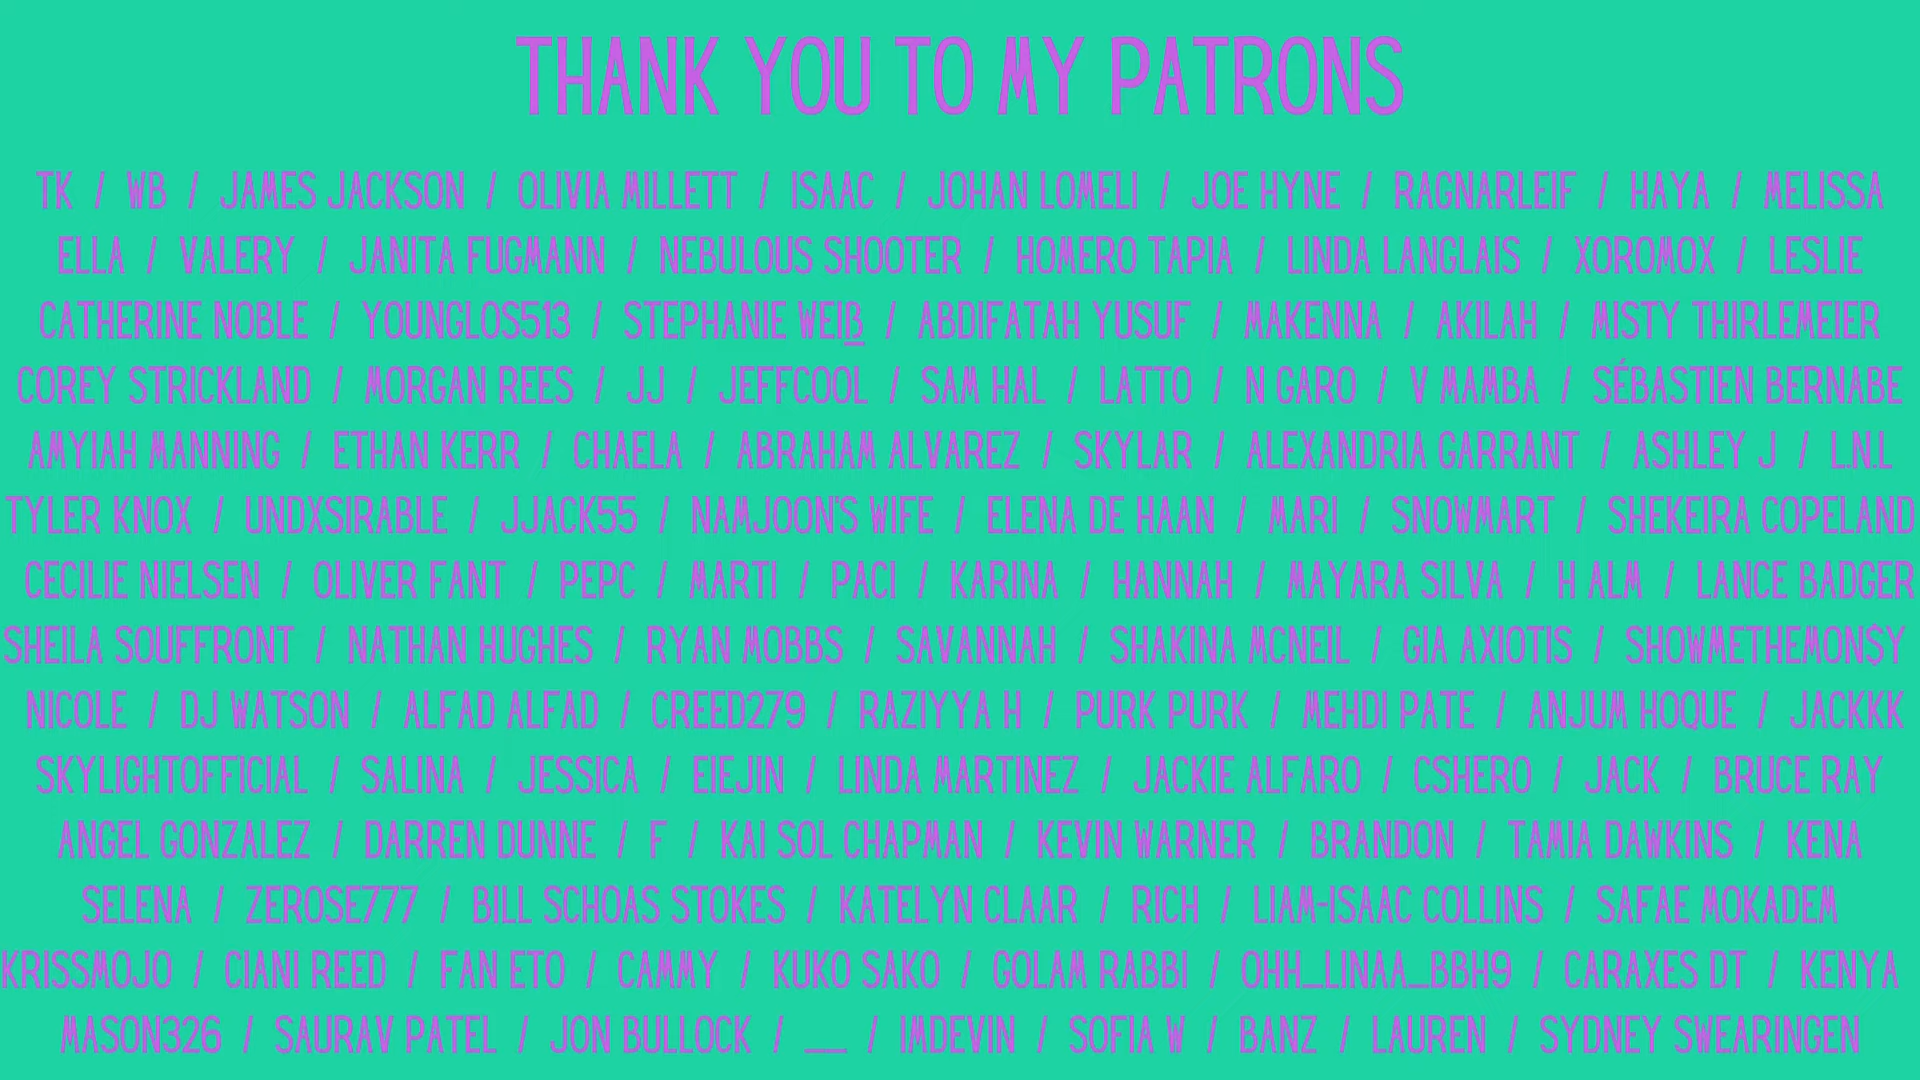 THANK YOU TO MY PATRONS
TK / WB / JAMES JACKSON / OLIVIA MILLETT / ISAAC / JOHAN LOMELI / JOE HYNE / RAGNARLEIF / HAYA / MELISSA
ELLA / VALERY / JANITA FUGMANN / NEBULOUS SHOOTER / HOMERO TAPIA / LINDA LANGLAIS / XOROMOX / LESLIE
CATHERINE NOBLE / YOUNGLOS513 / STEPHANIE WEIß / ABDIFATAH YUSUF / MAKENNA / AKILAH / MISTY THIRLEMEIER
COREY STRICKLAND / MORGAN REES / JJ / JEFFCOOL / SAM HAL / LATTO / N GARO / V MAMBA / SÉBASTIEN BERNABE
AMYIAH MANNING / ETHAN KERR / CHAELA / ABRAHAM ALVAREZ / SKYLAR / ALEXANDRIA GARRANT / ASHLEY J / L.N.L
TYLER KNOX / UNDXSIRABLE / JJACK55 / NAMJOON'S WIFE / ELENA DE HAAN / MARI / SNOWMART / SHEKEIRA COPELAND
CECILIE NIELSEN / OLIVER FANT / PEPC / MARTI / PACI / KARINA / HANNAH / MAYARA SILVA / H ALM / LANCE BADGER
SHEILA SOUFFRONT / NATHAN HUGHES / RYAN MOBBS / SAVANNAH / SHAKINA MCNEIL / GIA AXIOTIS / SHOWMETHEMON$Y
NICOLE / DJ WATSON / ALFAD ALFAD / CREED279 / RAZIYYA H / PURK PURK / MEHDI PATE / ANJUM HOQUE / JACKKK
SKYLIGHTOFFICIAL / SALINA / JESSICA / EIEJIN / LINDA MARTINEZ / JACKIE ALFARO / CSHERO / JACK / BRUCE RAY
ANGEL GONZALEZ / DARREN DUNNE / F / KAI SOL CHAPMAN / KEVIN WARNER / BRANDON / TAMIA DAWKINS / KENA
SELENA / ZEROSE777 / BILL SCHOAS STOKES / KATELYN CLAAR / RICH / LIAM-ISAAC COLLINS / SAFAE MOKADEM
KRISSMOJO / CIANI REED / FAN ETO / CAMMY / KUKO SAKO / GOLAM RABBI / OHH_LINAA_BBH9 / CARAXES DT / KENYA
MASON326 / SAURAV PATEL / JON BULLOCK / __ / IMDEVIN / SOFIA W / BANZ / LAUREN / SYDNEY SWEARINGEN